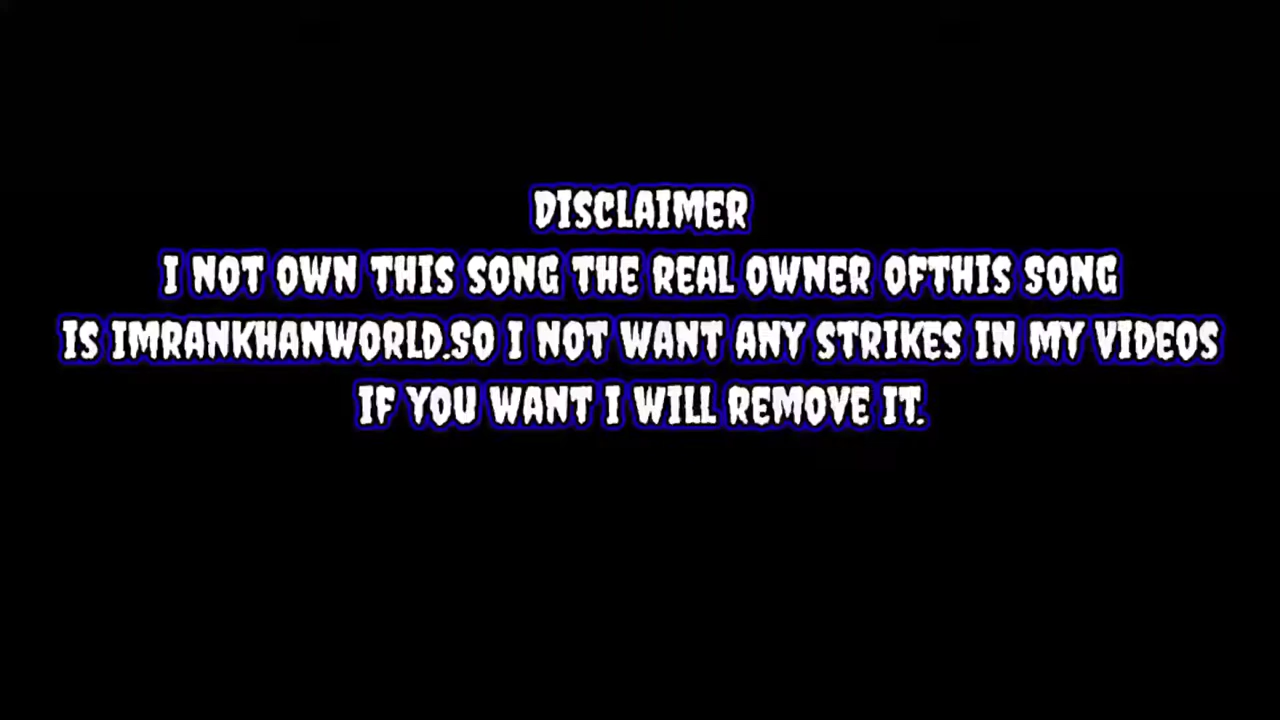 DISCLAIMER
I NOT OWN THIS SONG THE REAL OWNER OFTHIS SONG
IS IMRANKHANWORLD.SO I NOT WANT ANY STRIKES IN MY VIDEOS
IF YOU WANT I WILL REMOVE IT.